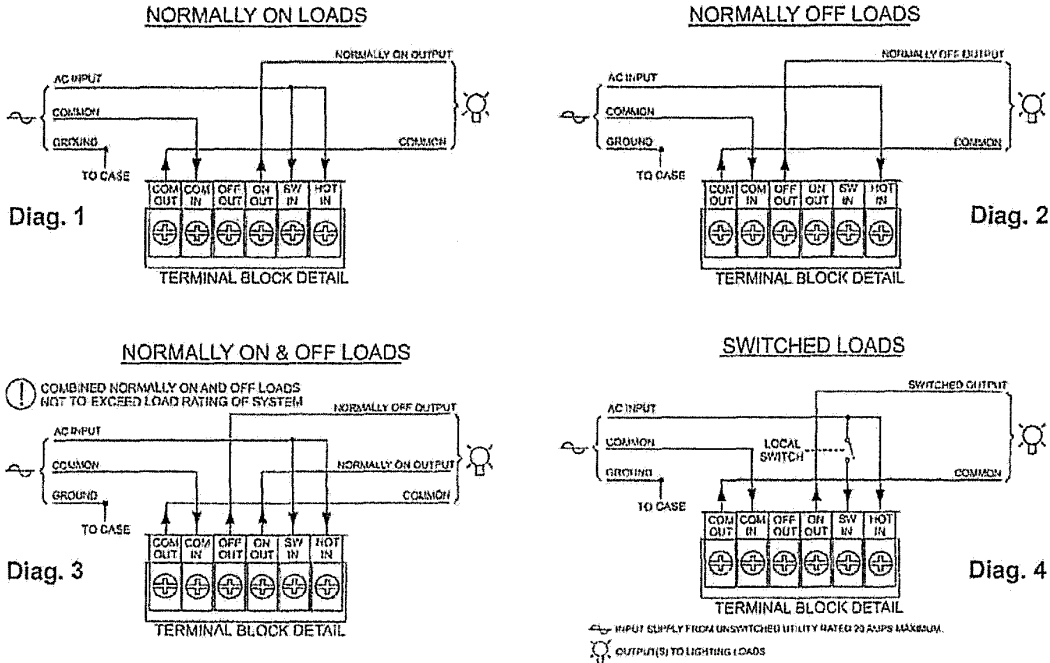 NORMALLY ON LOADS
NORMALLY ON OUTPUT
AC INPUT
COMMON
GROUND
COMMON
TO CASE
COM OUT COM IN OFF OUT ON OUT SW IN HOT IN
Diag. 1
TERMINAL BLOCK DETAIL
NORMALLY OFF LOADS
NORMALLY OFF OUTPUT
AC INPUT
COMMON
GROUND
COMMON
TO CASE
COM OUT COM IN OFF OUT ON OUT SW IN HOT IN
Diag. 2
TERMINAL BLOCK DETAIL
NORMALLY ON & OFF LOADS
! COMBINED NORMALLY ON AND OFF LOADS
NOT TO EXCEED LOAD RATING OF SYSTEM
NORMALLY OFF OUTPUT
AC INPUT
COMMON
NORMALLY ON OUTPUT
GROUND
COMMON
TO CASE
COM OUT COM IN OFF OUT ON OUT SW IN HOT IN
Diag. 3
TERMINAL BLOCK DETAIL
SWITCHED LOADS
SWITCHED OUTPUT
AC INPUT
COMMON
LOCAL
SWITCH
GROUND
COMMON
TO CASE
COM OUT COM IN OFF OUT ON OUT SW IN HOT IN
Diag. 4
TERMINAL BLOCK DETAIL
INPUT SUPPLY FROM UNSWITCHED UTILITY RATED 20 AMPS MAXIMUM.
OUTPUT(S) TO LIGHTING LOADS